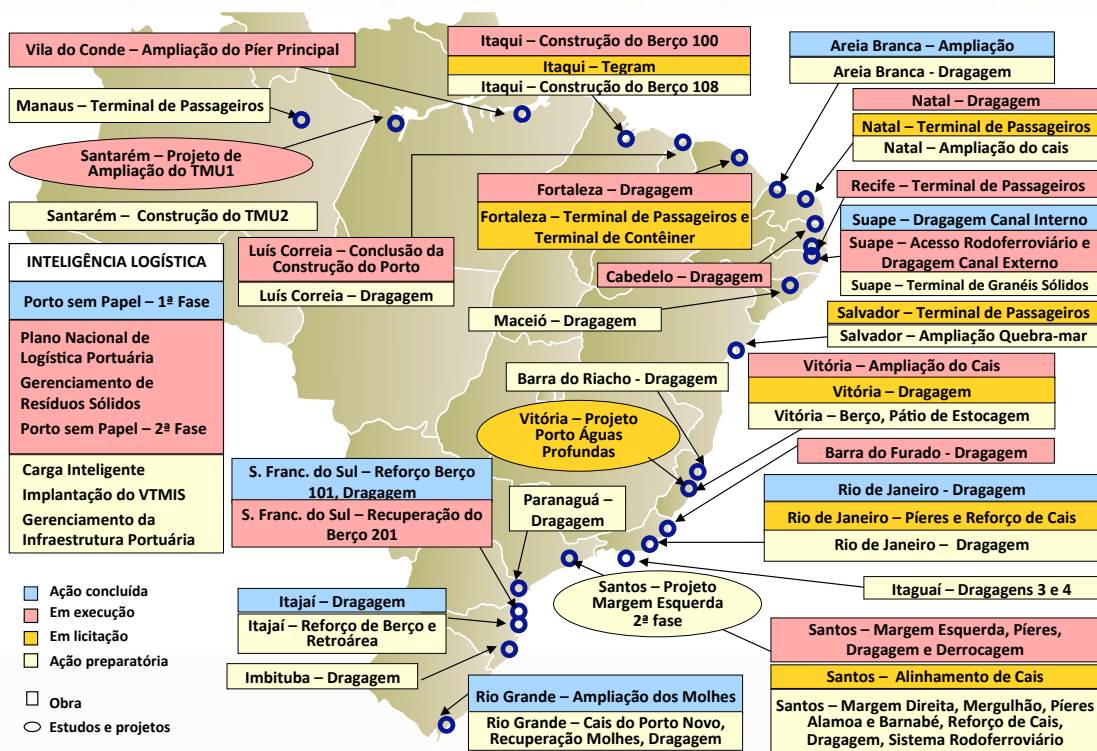 Vila do Conde – Ampliação do Píer Principal
Manaus – Terminal de Passageiros
Santarém – Projeto de
Ampliação do TMU1
Santarém – Construção do TMU2
Itaqui – Construção do Berço 100
Itaqui – Tegram
Itaqui – Construção do Berço 108
Areia Branca – Ampliação
Areia Branca - Dragagem
Natal – Dragagem
Natal – Terminal de Passageiros
Natal – Ampliação do cais
Fortaleza – Dragagem
Fortaleza – Terminal de Passageiros e
Terminal de Contêiner
Recife – Terminal de Passageiros
Suape – Dragagem Canal Interno
Suape – Acesso Rodoferroviário e
Dragagem Canal Externo
Suape – Terminal de Granéis Sólidos
Luís Correia – Conclusão da
Construção do Porto
Luís Correia – Dragagem
Cabedelo – Dragagem
Maceió – Dragagem
Salvador – Terminal de Passageiros
Salvador – Ampliação Quebra-mar
INTELIGÊNCIA LOGÍSTICA
Porto sem Papel – 1ª Fase
Plano Nacional de
Logística Portuária
Gerenciamento de
Resíduos Sólidos
Porto sem Papel – 2ª Fase
Carga Inteligente
Implantação do VTMIS
Gerenciamento da
Infraestrutura Portuária
Barra do Riacho - Dragagem
Vitória – Projeto
Porto Águas
Profundas
Vitória – Ampliação do Cais
Vitória – Dragagem
Vitória – Berço, Pátio de Estocagem
Barra do Furado - Dragagem
S. Franc. do Sul – Reforço Berço
101, Dragagem
S. Franc. do Sul – Recuperação do
Berço 201
Paranaguá –
Dragagem
Rio de Janeiro - Dragagem
Rio de Janeiro – Píeres e Reforço de Cais
Rio de Janeiro – Dragagem
Itaguaí – Dragagens 3 e 4
Santos – Projeto
Margem Esquerda
2ª fase
Itajaí – Dragagem
Itajaí – Reforço de Berço e
Retroárea
Imbituba – Dragagem
Santos – Margem Esquerda, Píeres,
Dragagem e Derrocagem
Santos – Alinhamento de Cais
Santos – Margem Direita, Mergulhão, Píeres
Alamoa e Barnabé, Reforço de Cais,
Dragagem, Sistema Rodoferroviário
Rio Grande – Ampliação dos Molhes
Rio Grande – Cais do Porto Novo,
Recuperação Molhes, Dragagem
Ação concluída
Em execução
Em licitação
Ação preparatória
Obra
Estudos e projetos